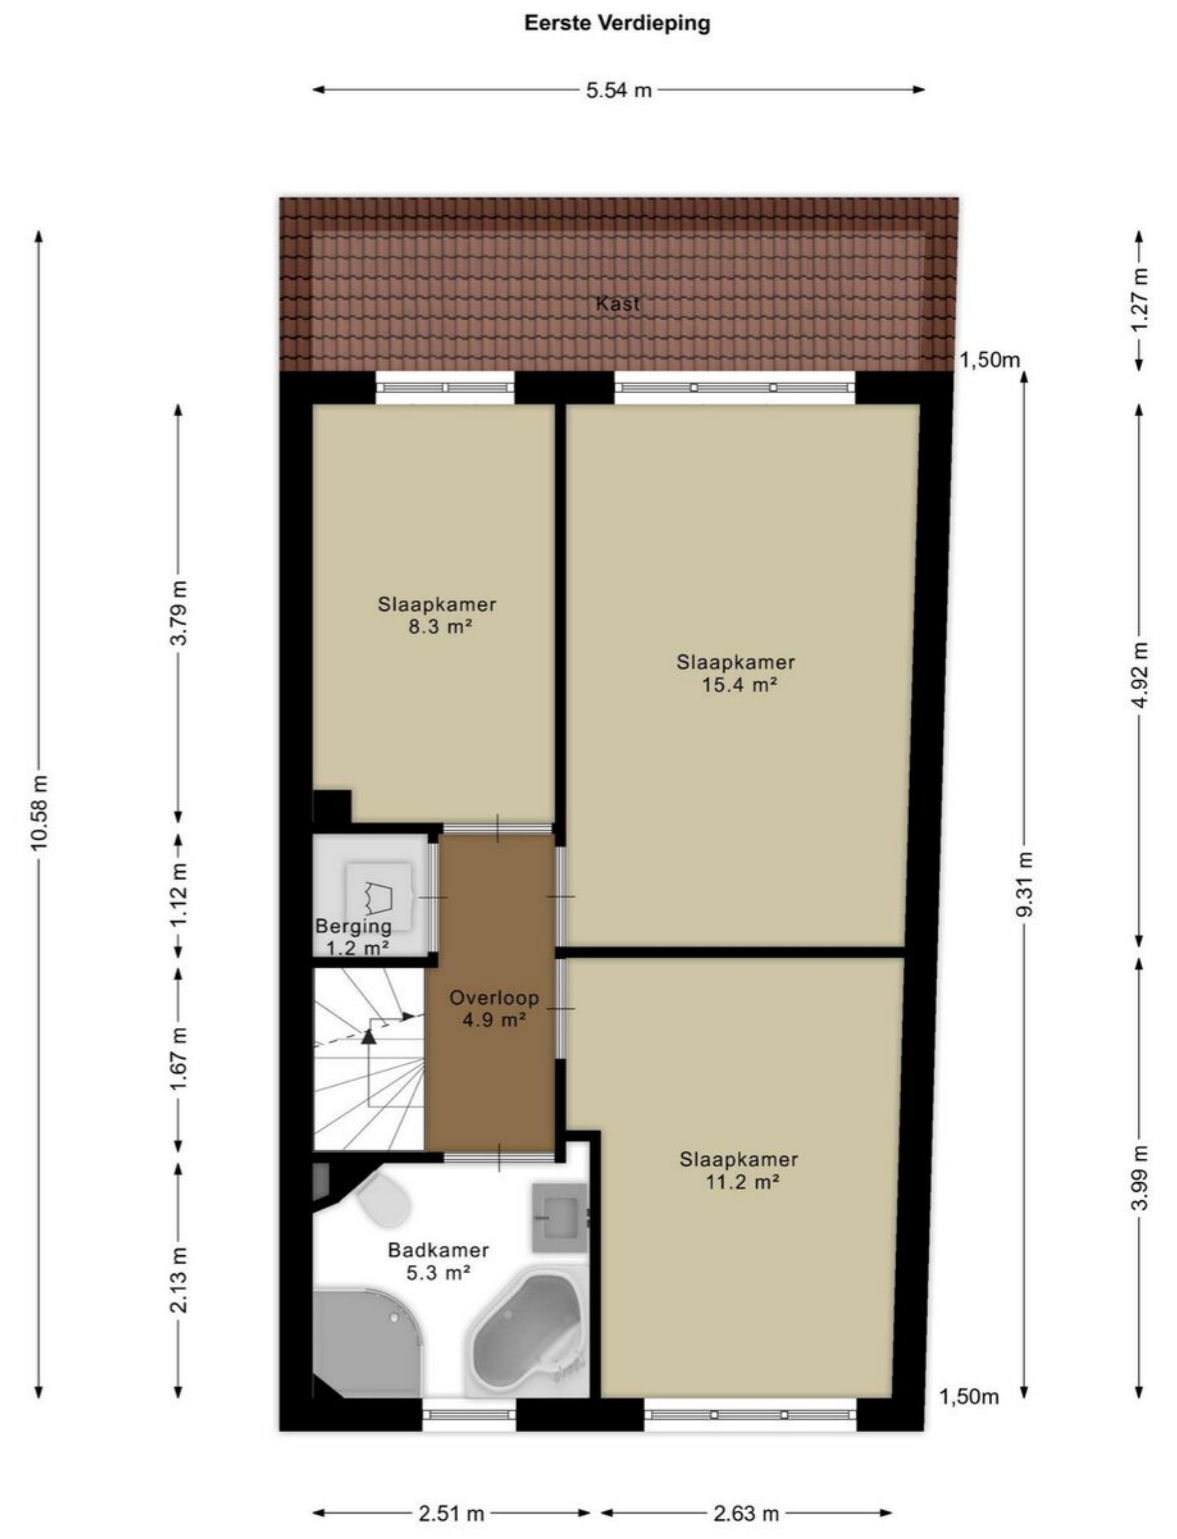 Eerste Verdieping
5.54 m
Kast
1.27 m
1,50m
10.58 m
3.79 m
Slaapkamer
8.3 m²
Slaapkamer
15.4 m²
4.92 m
9.31 m
1.12 m
Berging
1.2 m²
Overloop
4.9 m²
1.67 m
Slaapkamer
11.2 m²
3.99 m
Badkamer
5.3 m²
2.13 m
1,50m
2.51 m
2.63 m